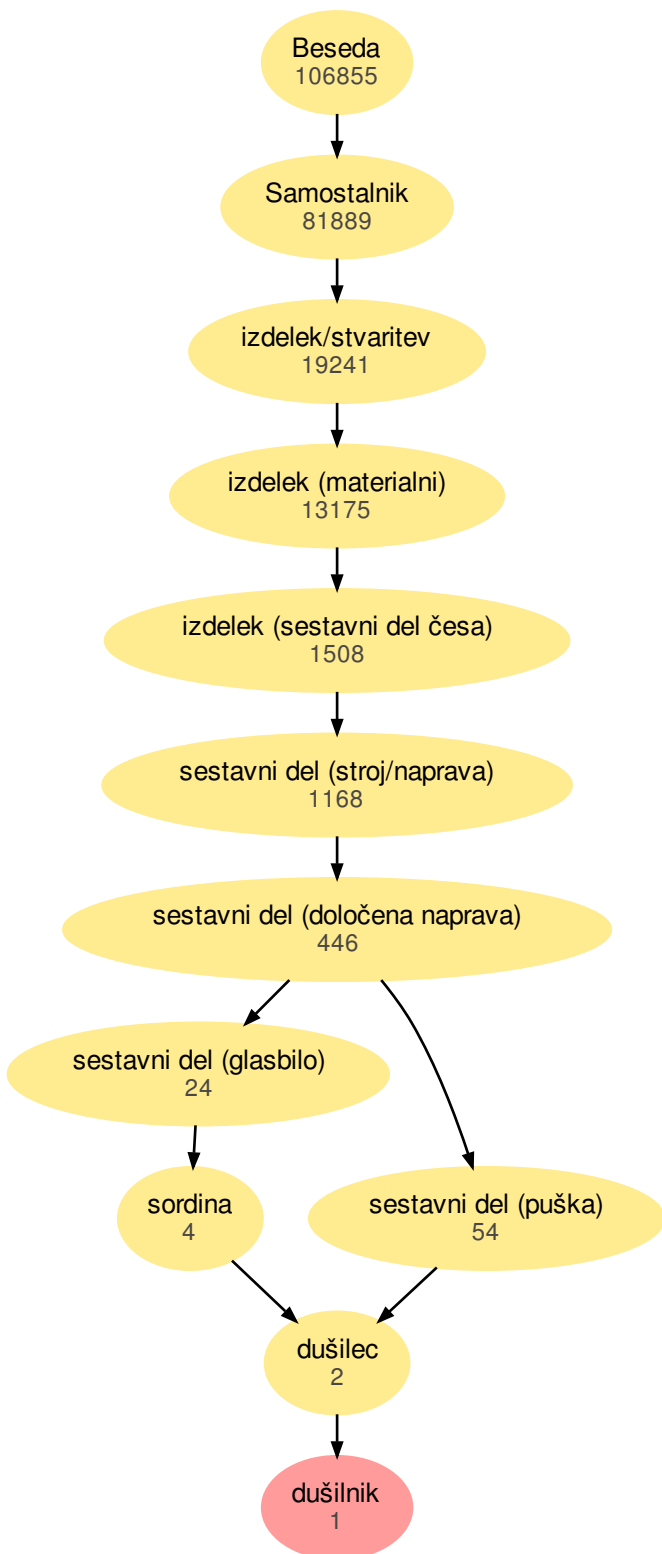 Beseda
106855
Samostalnik
81889
izdelek/stvaritev
19241
izdelek (materialni)
13175
izdelek (sestavni del česa)
1508
sestavni del (stroj/naprava)
1168
sestavni del (določena naprava)
446
sestavni del (glasbilo)
24
sordina
4
sestavni del (puška)
54
dušilec
2
dušilnik
1